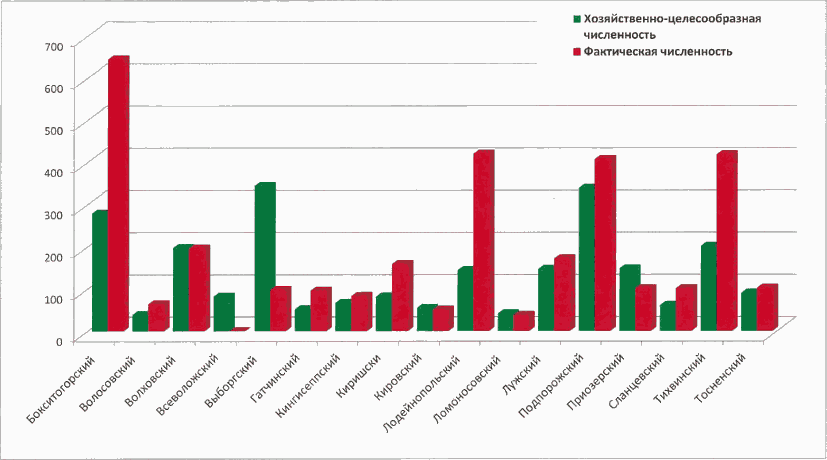 Хозяйственно-целесообразная
численность
Фактическая численность
700
600
500
400
300
200
100
0
Бокситогорский
Волосовский
Волховский
Всеволожский
Выборгский
Гатчинский
Кингисеппский
Киришски
Кировский
Лодейнопольский
Ломоносовский
Лужский
Подпорожский
Приозерский
Сланцевский
Тихвинский
Тосненский